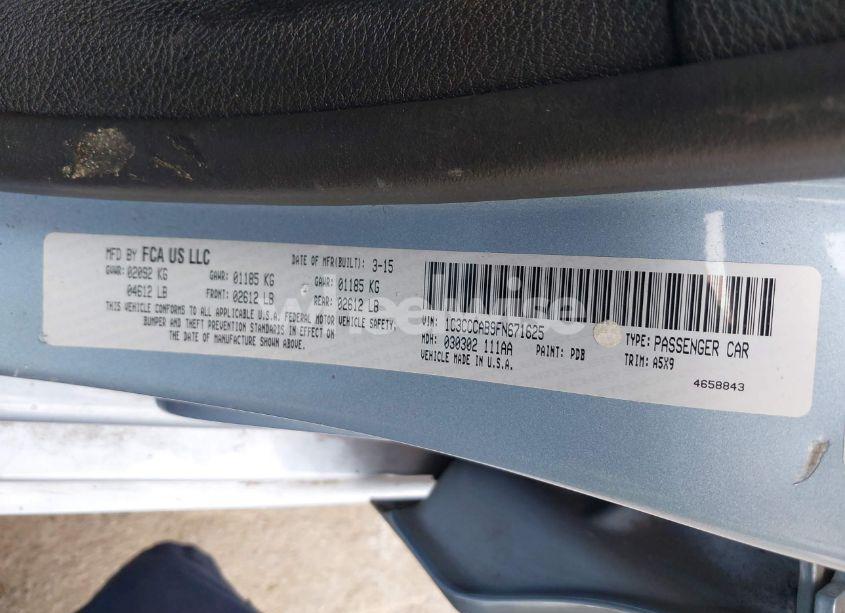 MFD BY FCA US LLC
DATE OF MFR(BUILT): 3-15
GVWR: 02092 KG GAWR: 01185 KG GAWR: 01185 KG
04612 LB FRONT: 02612 LB REAR: 02612 LB
THIS VEHICLE CONFORMS TO ALL APPLICABLE U.S.A. FEDERAL MOTOR VEHICLE SAFETY,
BUMPER AND THEFT PREVENTION STANDARDS IN EFFECT ON
THE DATE OF MANUFACTURE SHOWN ABOVE.
VIN: 1C3CCCAB9FN671625 TYPE: PASSENGER CAR
MDH: 030302 111AA PAINT: PDB TRIM: A5X9
VEHICLE MADE IN U.S.A.
4658843
wheelwise